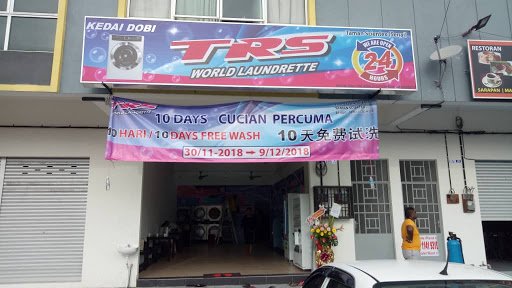 KEDAI DOBI
TRS
WORLD LAUNDRETTE
WE ARE OPEN
24
HOURS
RESTORAN
SARAPAN
10 DAYS CUCIAN PERCUMA
10 HARI / 10 DAYS FREE WASH 10天免费试洗
30/11-2018 → 9/12/2018